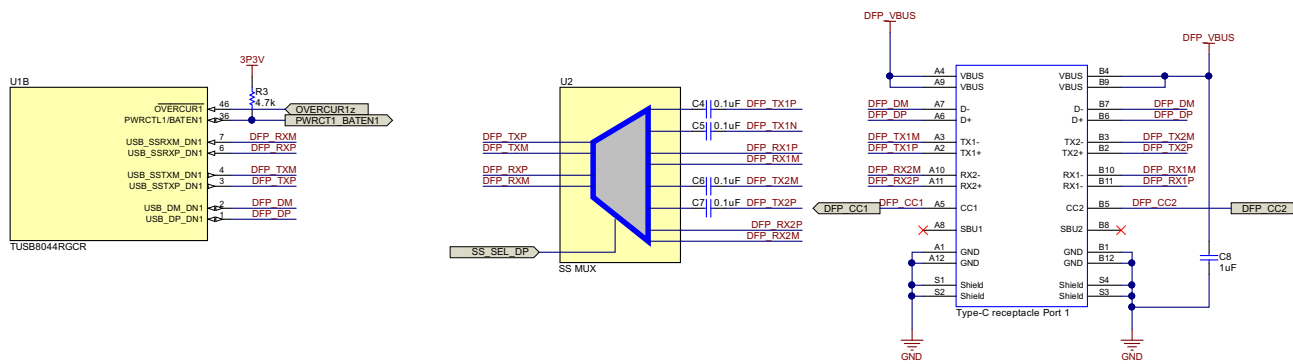 U1B
3P3V
R3
4.7k
OVERCUR1
46
OVERCUR1z
PWRCTL1/BATEN1
36
PWRCT1_BATEN1
USB_SSRXM_DN1
7
DFP_RXM
USB_SSRXP_DN1
6
DFP_RXP
USB_SSTXM_DN1
4
DFP_TXM
USB_SSTXP_DN1
3
DFP_TXP
USB_DM_DN1
2
DFP_DM
USB_DP_DN1
1
DFP_DP
TUSB8044RGCR
U2
DFP_TXP
DFP_TXM
DFP_RXP
DFP_RXM
SS_SEL_DP
C4 0.1uF DFP_TX1P
C5 0.1uF DFP_TX1N
DFP_RX1P
DFP_RX1M
C6 0.1uF DFP_TX2M
C7 0.1uF DFP_TX2P
DFP_RX2P
DFP_RX2M
SS MUX
DFP_VBUS
DFP_VBUS
A4 VBUS VBUS B4
A9 VBUS VBUS B9
DFP_DM A7 D- D- B7 DFP_DM
DFP_DP A6 D+ D+ B6 DFP_DP
DFP_TX1M A3 TX1- TX2- B3 DFP_TX2M
DFP_TX1P A2 TX1+ TX2+ B2 DFP_TX2P
DFP_RX2M A10 RX2- RX1- B10 DFP_RX1M
DFP_RX2P A11 RX2+ RX1- B11 DFP_RX1P
DFP_CC1 DFP_CC1 A5 CC1 CC2 B5 DFP_CC2 DFP_CC2
A8 SBU1 SBU2 B8
A1 GND GND B1
A12 GND GND B12
S1 Shield Shield S4
S2 Shield Shield S3
C8
1uF
Type-C receptacle Port 1
GND
GND